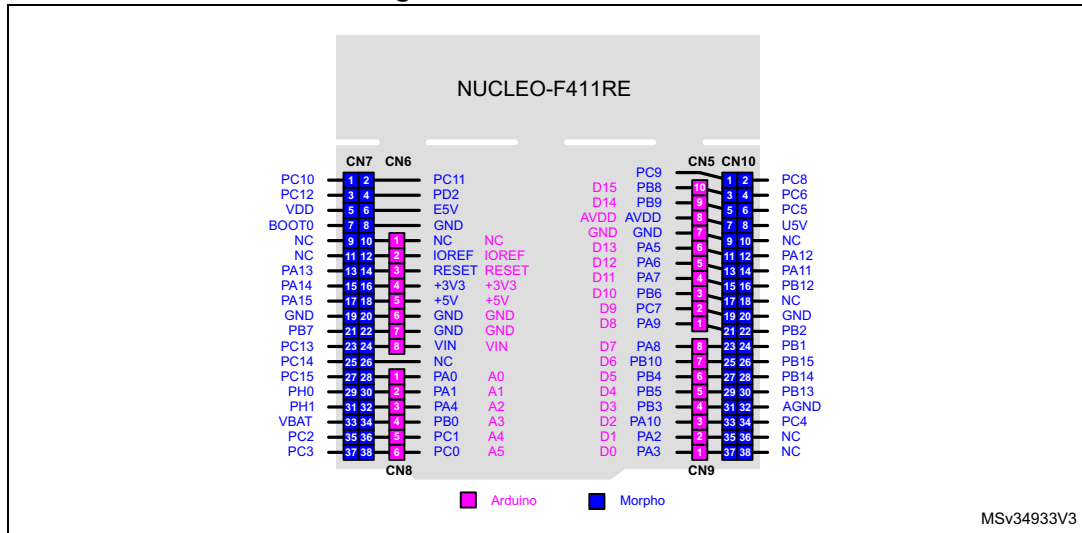 NUCLEO-F411RE
CN7 CN6 CN5 CN10
PC9
PC10 1 2 PC11 1 2 PC8
PC12 3 4 PD2 D15 PB8 10 3 4 PC6
VDD 5 6 E5V D14 PB9 9 5 6 PC5
BOOT0 7 8 GND AVDD AVDD 8 7 8 U5V
NC 9 10 1 NC NC GND GND 7 9 10 NC
NC 11 12 2 IOREF IOREF D13 PA5 6 11 12 PA12
PA13 13 14 3 RESET RESET D12 PA6 5 13 14 PA11
PA14 15 16 4 +3V3 +3V3 D11 PA7 4 15 16 PB12
PA15 17 18 5 +5V +5V D10 PB6 3 17 18 NC
GND 19 20 6 GND GND D9 PC7 2 19 20 GND
PB7 21 22 7 GND GND D8 PA9 1 21 22 PB2
PC13 23 24 8 VIN VIN D7 PA8 8 23 24 PB1
PC14 25 26 NC D6 PB10 7 25 26 PB15
PC15 27 28 1 PA0 A0 D5 PB4 6 27 28 PB14
PH0 29 30 2 PA1 A1 D4 PB5 5 29 30 PB13
PH1 31 32 3 PA4 A2 D3 PB3 4 31 32 AGND
VBAT 33 34 4 PB0 A3 D2 PA10 3 33 34 PC4
PC2 35 36 5 PC1 A4 D1 PA2 2 35 36 NC
PC3 37 38 6 PC0 A5 D0 PA3 1 37 38 NC
CN8 CN9
Arduino Morpho
MSv34933V3